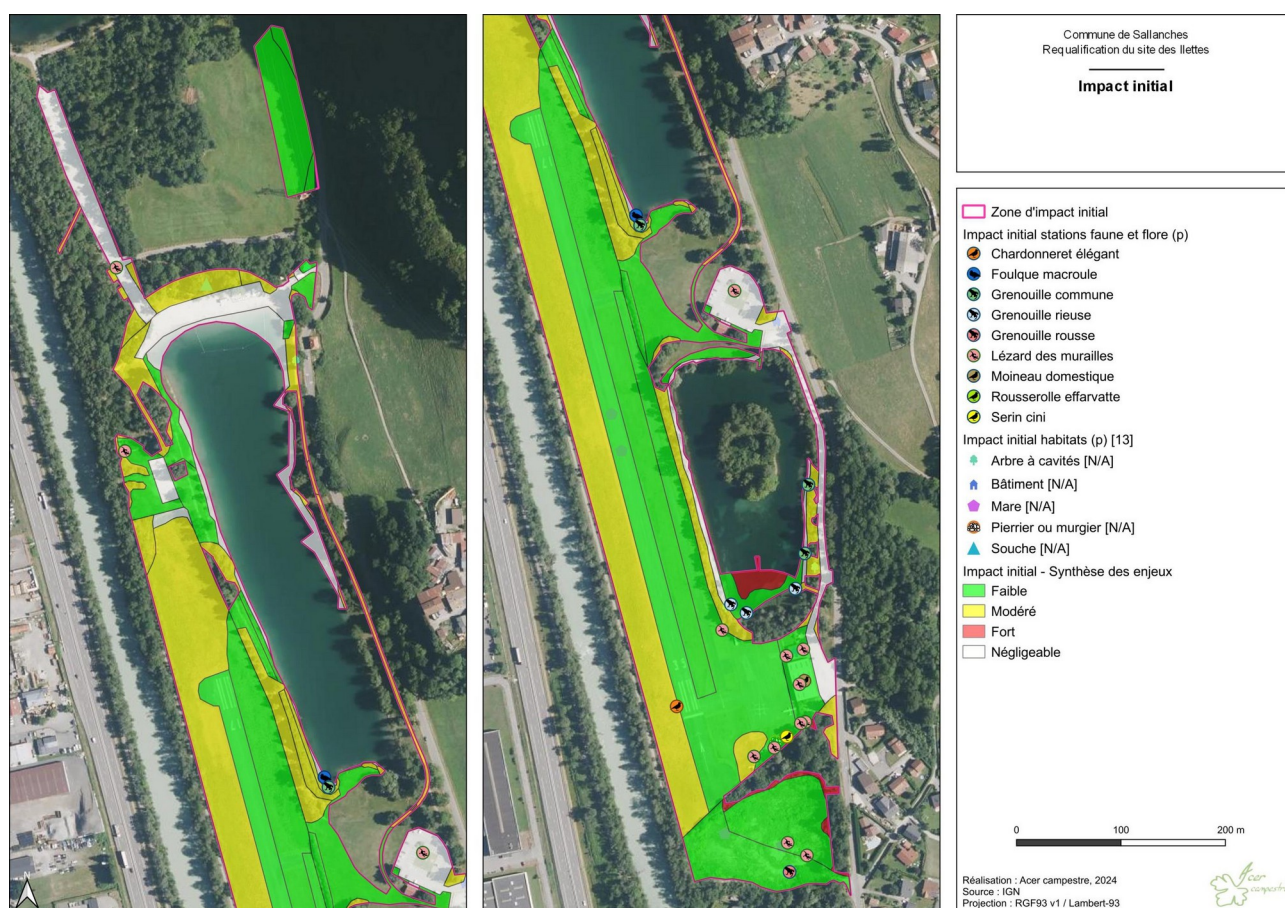 Commune de Sallanches
Requalification du site des Ilettes
Impact initial
Zone d'impact initial
Impact initial stations faune et flore (p)
Chardonneret élégant
Foulque macroule
Grenouille commune
Grenouille rieuse
Grenouille rousse
Lézard des murailles
Moineau domestique
Rousserolle effarvatte
Serin cini
Impact initial habitats (p) [13]
Arbre à cavités [N/A]
Bâtiment [N/A]
Mare [N/A]
Pierrier ou murgier [N/A]
Souche [N/A]
Impact initial - Synthèse des enjeux
Faible
Modéré
Fort
Négligeable
0 100 200 m
Réalisation : Acer campestre, 2024
Source : IGN
Projection : RGF93 v1 / Lambert-93
Acer
campestre
N